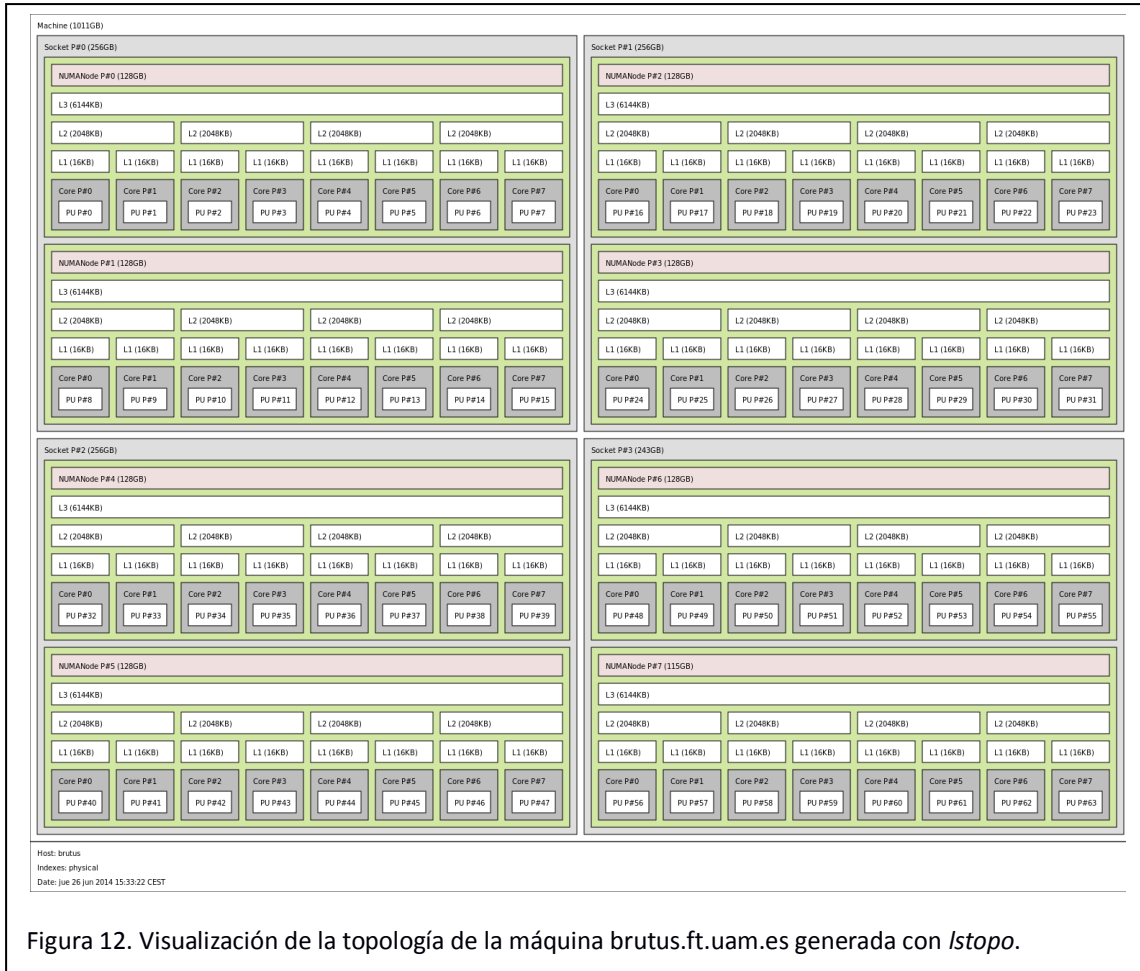 Machine (1011GB)
Socket P#0 (256GB)
NUMANode P#0 (128GB)
L3 (6144KB)
L2 (2048KB) L2 (2048KB) L2 (2048KB) L2 (2048KB)
L1 (16KB) L1 (16KB) L1 (16KB) L1 (16KB) L1 (16KB) L1 (16KB) L1 (16KB) L1 (16KB)
Core P#0 Core P#1 Core P#2 Core P#3 Core P#4 Core P#5 Core P#6 Core P#7
PU P#0 PU P#1 PU P#2 PU P#3 PU P#4 PU P#5 PU P#6 PU P#7
NUMANode P#1 (128GB)
L3 (6144KB)
L2 (2048KB) L2 (2048KB) L2 (2048KB) L2 (2048KB)
L1 (16KB) L1 (16KB) L1 (16KB) L1 (16KB) L1 (16KB) L1 (16KB) L1 (16KB) L1 (16KB)
Core P#0 Core P#1 Core P#2 Core P#3 Core P#4 Core P#5 Core P#6 Core P#7
PU P#8 PU P#9 PU P#10 PU P#11 PU P#12 PU P#13 PU P#14 PU P#15
Socket P#1 (256GB)
NUMANode P#2 (128GB)
L3 (6144KB)
L2 (2048KB) L2 (2048KB) L2 (2048KB) L2 (2048KB)
L1 (16KB) L1 (16KB) L1 (16KB) L1 (16KB) L1 (16KB) L1 (16KB) L1 (16KB) L1 (16KB)
Core P#0 Core P#1 Core P#2 Core P#3 Core P#4 Core P#5 Core P#6 Core P#7
PU P#16 PU P#17 PU P#18 PU P#19 PU P#20 PU P#21 PU P#22 PU P#23
NUMANode P#3 (128GB)
L3 (6144KB)
L2 (2048KB) L2 (2048KB) L2 (2048KB) L2 (2048KB)
L1 (16KB) L1 (16KB) L1 (16KB) L1 (16KB) L1 (16KB) L1 (16KB) L1 (16KB) L1 (16KB)
Core P#0 Core P#1 Core P#2 Core P#3 Core P#4 Core P#5 Core P#6 Core P#7
PU P#24 PU P#25 PU P#26 PU P#27 PU P#28 PU P#29 PU P#30 PU P#31
Socket P#2 (256GB)
NUMANode P#4 (128GB)
L3 (6144KB)
L2 (2048KB) L2 (2048KB) L2 (2048KB) L2 (2048KB)
L1 (16KB) L1 (16KB) L1 (16KB) L1 (16KB) L1 (16KB) L1 (16KB) L1 (16KB) L1 (16KB)
Core P#0 Core P#1 Core P#2 Core P#3 Core P#4 Core P#5 Core P#6 Core P#7
PU P#32 PU P#33 PU P#34 PU P#35 PU P#36 PU P#37 PU P#38 PU P#39
NUMANode P#5 (128GB)
L3 (6144KB)
L2 (2048KB) L2 (2048KB) L2 (2048KB) L2 (2048KB)
L1 (16KB) L1 (16KB) L1 (16KB) L1 (16KB) L1 (16KB) L1 (16KB) L1 (16KB) L1 (16KB)
Core P#0 Core P#1 Core P#2 Core P#3 Core P#4 Core P#5 Core P#6 Core P#7
PU P#40 PU P#41 PU P#42 PU P#43 PU P#44 PU P#45 PU P#46 PU P#47
Socket P#3 (243GB)
NUMANode P#6 (128GB)
L3 (6144KB)
L2 (2048KB) L2 (2048KB) L2 (2048KB) L2 (2048KB)
L1 (16KB) L1 (16KB) L1 (16KB) L1 (16KB) L1 (16KB) L1 (16KB) L1 (16KB) L1 (16KB)
Core P#0 Core P#1 Core P#2 Core P#3 Core P#4 Core P#5 Core P#6 Core P#7
PU P#48 PU P#49 PU P#50 PU P#51 PU P#52 PU P#53 PU P#54 PU P#55
NUMANode P#7 (115GB)
L3 (6144KB)
L2 (2048KB) L2 (2048KB) L2 (2048KB) L2 (2048KB)
L1 (16KB) L1 (16KB) L1 (16KB) L1 (16KB) L1 (16KB) L1 (16KB) L1 (16KB) L1 (16KB)
Core P#0 Core P#1 Core P#2 Core P#3 Core P#4 Core P#5 Core P#6 Core P#7
PU P#56 PU P#57 PU P#58 PU P#59 PU P#60 PU P#61 PU P#62 PU P#63
Host: brutus
Indexes: physical
Date: jue 26 jun 2014 15:33:22 CEST
Figura 12. Visualización de la topología de la máquina brutus.ft.uam.es generada con lstopo.